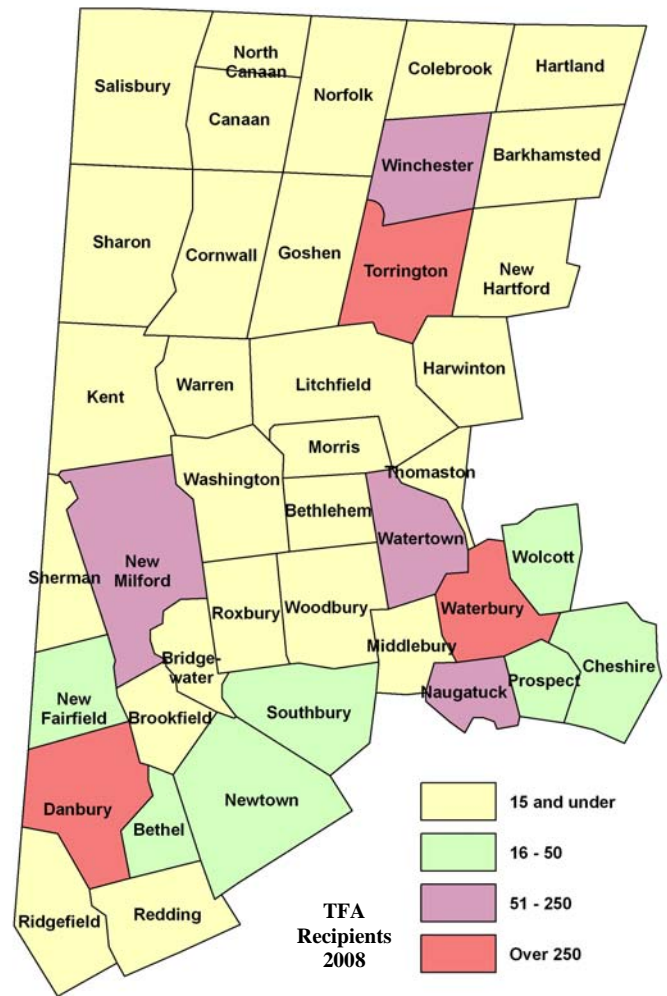 North
Canaan
Colebrook
Hartland
Salisbury
Norfolk
Canaan
Winchester
Barkhamsted
Sharon
Cornwall
Goshen
Torrington
New
Hartford
Kent
Warren
Litchfield
Harwinton
Morris
Washington
Thomaston
Bethlehem
Watertown
New
Milford
Sherman
Wolcott
Roxbury
Woodbury
Waterbury
Middlebury
Bridge-
water
Cheshire
Prospect
Naugatuck
New
Fairfield
Brookfield
Southbury
Danbury
Bethel
Newtown
Ridgefield
Redding
15 and under
16 - 50
51 - 250
Over 250
TFA
Recipients
2008